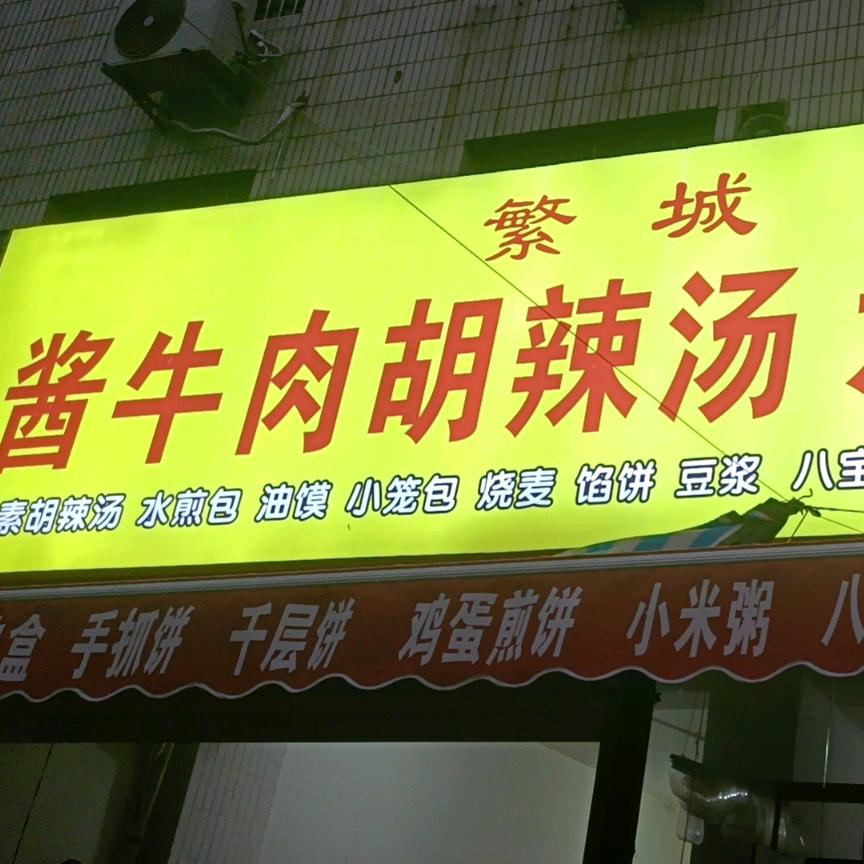 繁城
酱牛肉胡辣汤
素胡辣汤 水煎包 油馍 小笼包 烧麦 馅饼 豆浆 八宝
盒 手抓饼 千层饼 鸡蛋煎饼 小米粥 八